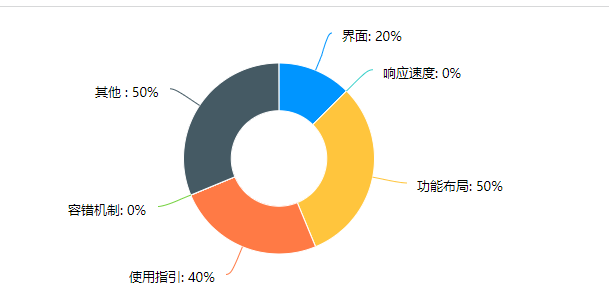 界面: 20%
响应速度: 0%
其他 : 50%
功能布局: 50%
容错机制: 0%
使用指引: 40%